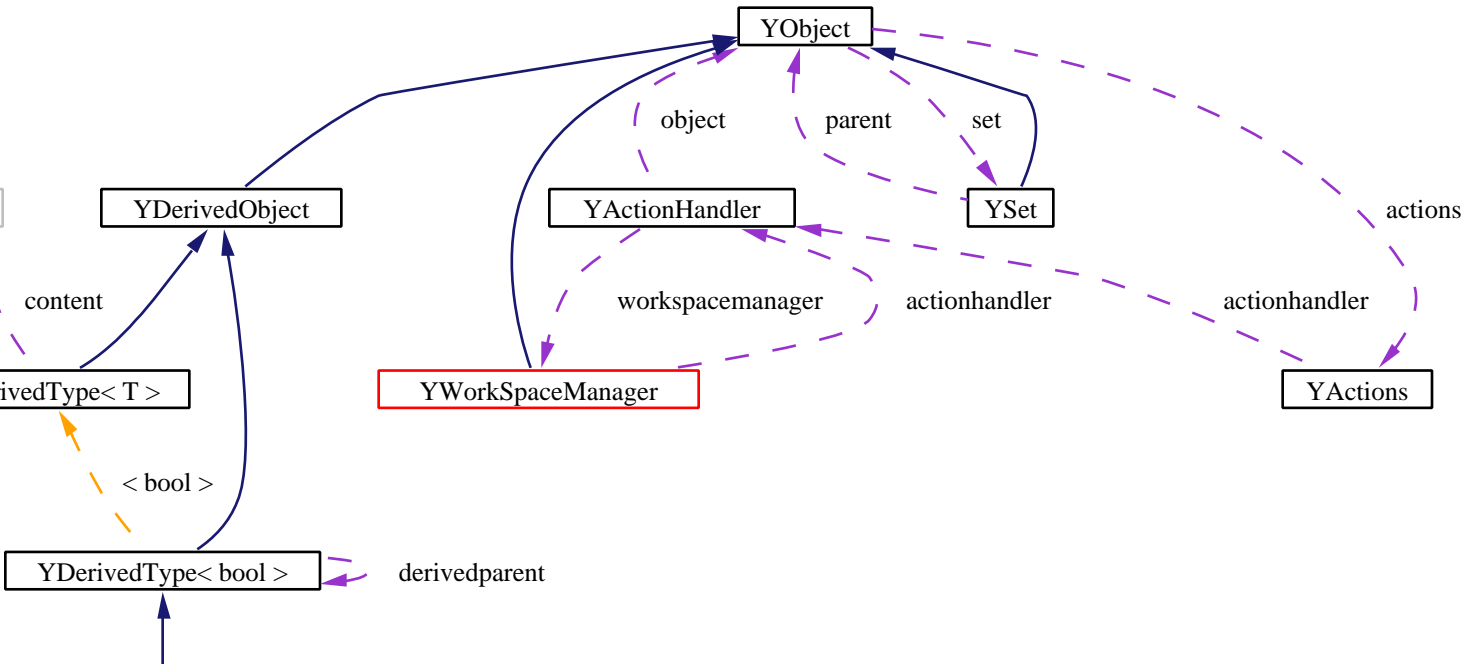 YObject
object
parent
set
YDerivedObject
YActionHandler
YSet
actions
content
workspacemanager
actionhandler
actionhandler
ivedType< T >
YWorkSpaceManager
YActions
< bool >
YDerivedType< bool >
derivedparent